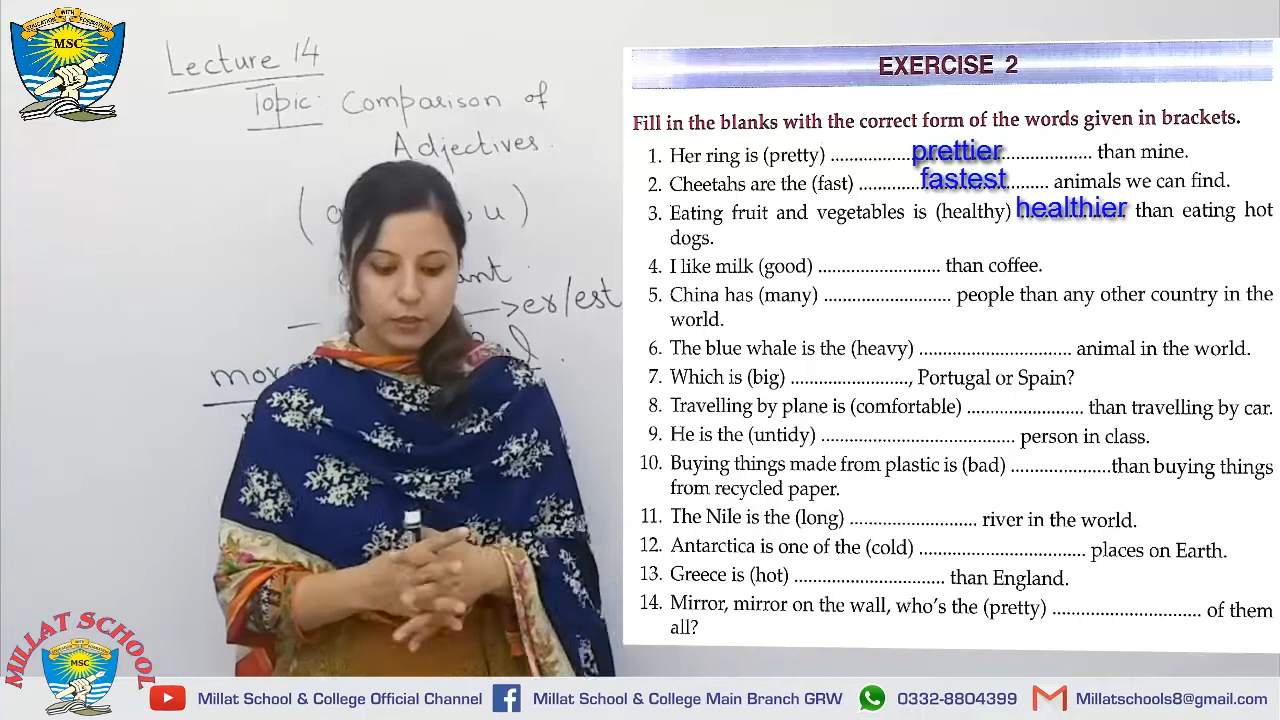 EDUCATION WITH FOUNDATION
MSC
Lecture 14
Topic: Comparison of
Adjectives.
, u )
er/est
EXERCISE 2
Fill in the blanks with the correct form of the words given in brackets.
1. Her ring is (pretty) .................prettier.................. than mine.
2. Cheetahs are the (fast) .............fastest......... animals we can find.
3. Eating fruit and vegetables is (healthy) healthier than eating hot
dogs.
4. I like milk (good) .......................... than coffee.
5. China has (many) .......................... people than any other country in the
world.
6. The blue whale is the (heavy) ................................ animal in the world.
7. Which is (big) ........................., Portugal or Spain?
8. Travelling by plane is (comfortable) ......................... than travelling by car.
9. He is the (untidy) ......................................... person in class.
10. Buying things made from plastic is (bad) .....................than buying things
from recycled paper.
11. The Nile is the (long) ........................... river in the world.
12. Antarctica is one of the (cold) ................................... places on Earth.
13. Greece is (hot) ................................ than England.
14. Mirror, mirror on the wall, who's the (pretty) ............................... of them
all?
MILLAT SCHOOL
MSC
Millat School & College Official Channel
Millat School & College Main Branch GRW
0332-8804399
Millatschools8@gmail.com